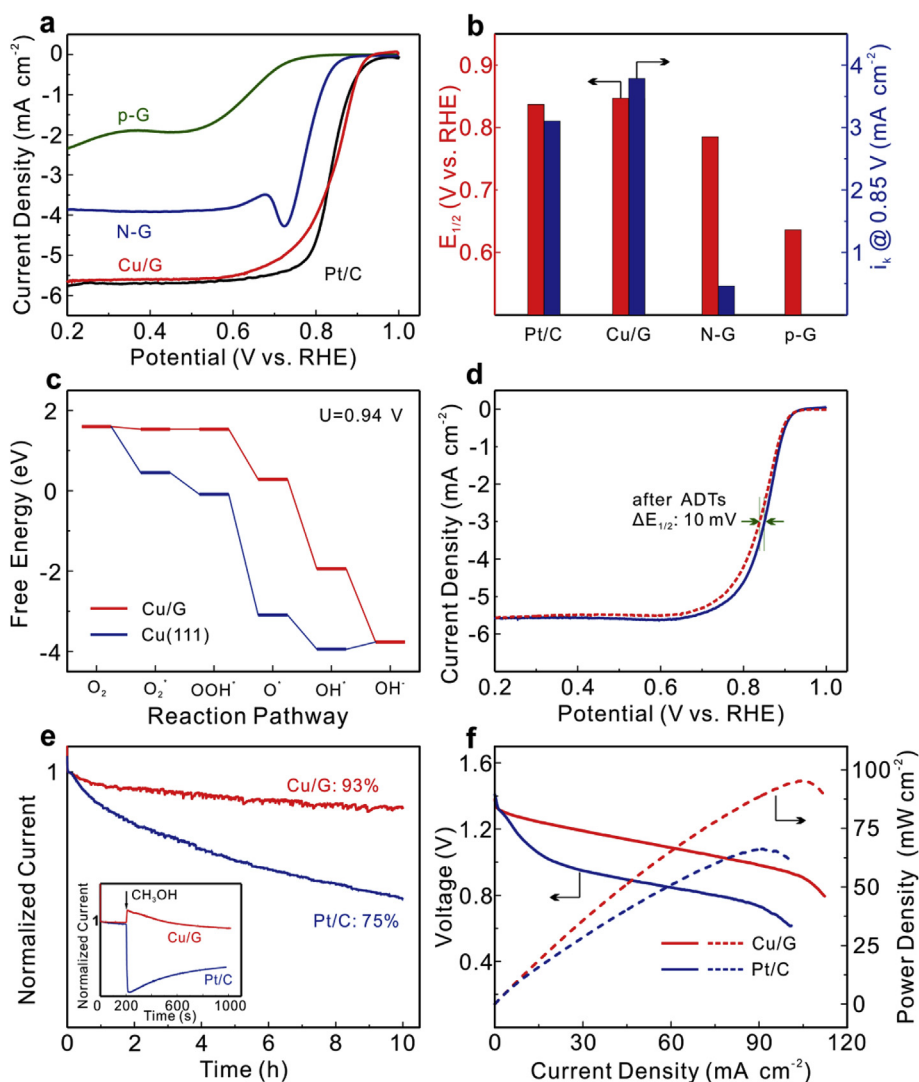 a
Current Density (mA cm⁻²)
0
-1
-2
-3
-4
-5
-6
p-G
N-G
Cu/G
Pt/C
0.2 0.4 0.6 0.8 1.0
Potential (V vs. RHE)
b
E₁/₂ (V vs. RHE)
0.9
0.8
0.7
0.6
4
3
2
1
iₖ @ 0.85 V (mA cm⁻²)
Pt/C Cu/G N-G p-G
c
Free Energy (eV)
2
0
-2
-4
U=0.94 V
Cu/G
Cu(111)
O₂ O₂* OOH* O* OH* OH⁻
Reaction Pathway
d
Current Density (mA cm⁻²)
0
-1
-2
-3
-4
-5
-6
after ADTs
ΔE₁/₂: 10 mV
0.2 0.4 0.6 0.8 1.0
Potential (V vs. RHE)
e
Normalized Current
1
Cu/G: 93%
Pt/C: 75%
Normalized Current
1
CH₃OH
Cu/G
Pt/C
0 200 600 1000
Time (s)
0 2 4 6 8 10
Time (h)
f
Voltage (V)
1.6
1.2
0.8
0.4
100
75
50
25
0
Power Density (mW cm⁻²)
Cu/G
Pt/C
0 30 60 90 120
Current Density (mA cm⁻²)